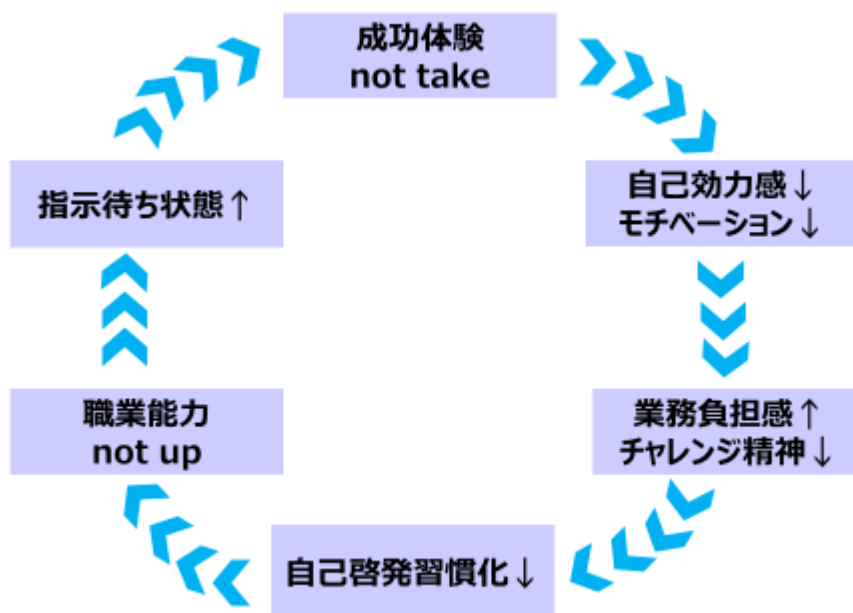 成功体験
not take
自己効力感↓
モチベーション↓
業務負担感↑
チャレンジ精神↓
自己啓発習慣化↓
職業能力
not up
指示待ち状態↑